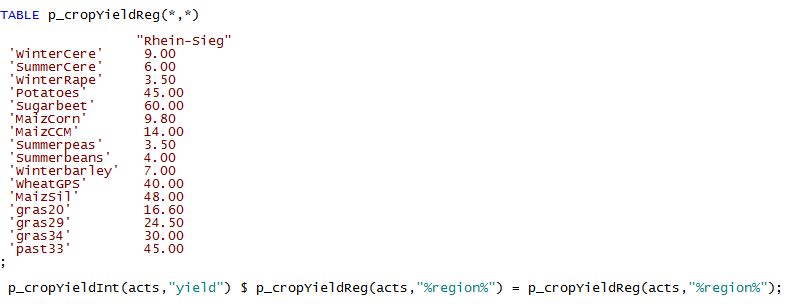 TABLE p_cropYieldReg(*,*)
"Rhein-Sieg"
'WinterCere' 9.00
'SummerCere' 6.00
'WinterRape' 3.50
'Potatoes' 45.00
'Sugarbeet' 60.00
'MaizCorn' 9.80
'MaizCCM' 14.00
'Summerpeas' 3.50
'Summerbeans' 4.00
'Winterbarley' 7.00
'WheatGPS' 40.00
'MaizSil' 48.00
'gras20' 16.60
'gras29' 24.50
'gras34' 30.00
'past33' 45.00
;
p_cropYieldInt(acts,"yield") $ p_cropYieldReg(acts,"%region%") = p_cropYieldReg(acts,"%region%");